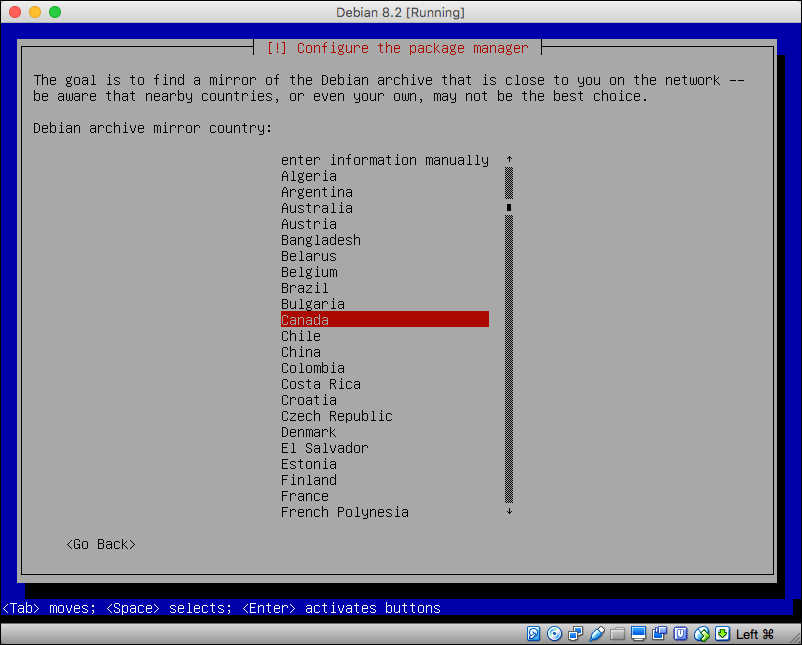 Debian 8.2 [Running]
[!] Configure the package manager
The goal is to find a mirror of the Debian archive that is close to you on the network --
be aware that nearby countries, or even your own, may not be the best choice.
Debian archive mirror country:
enter information manually
Algeria
Argentina
Australia
Austria
Bangladesh
Belarus
Belgium
Brazil
Bulgaria
Canada
Chile
China
Colombia
Costa Rica
Croatia
Czech Republic
Denmark
El Salvador
Estonia
Finland
France
French Polynesia
<Go Back>
<Tab> moves; <Space> selects; <Enter> activates buttons
Left ⌘